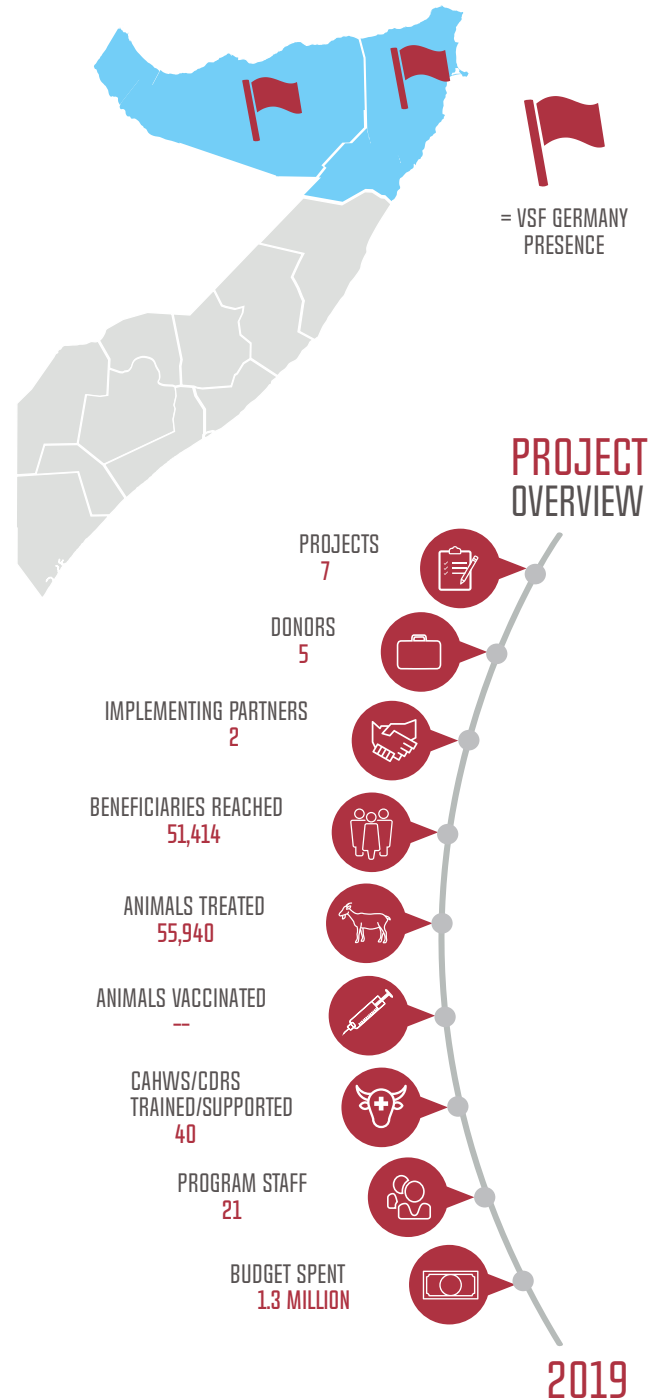 = VSF GERMANY
PRESENCE
PROJECT
OVERVIEW
PROJECTS
7
DONORS
5
IMPLEMENTING PARTNERS
2
BENEFICIARIES REACHED
51,414
ANIMALS TREATED
55,940
ANIMALS VACCINATED
--
CAHWS/CDRS
TRAINED/SUPPORTED
40
PROGRAM STAFF
21
BUDGET SPENT
1.3 MILLION
2019